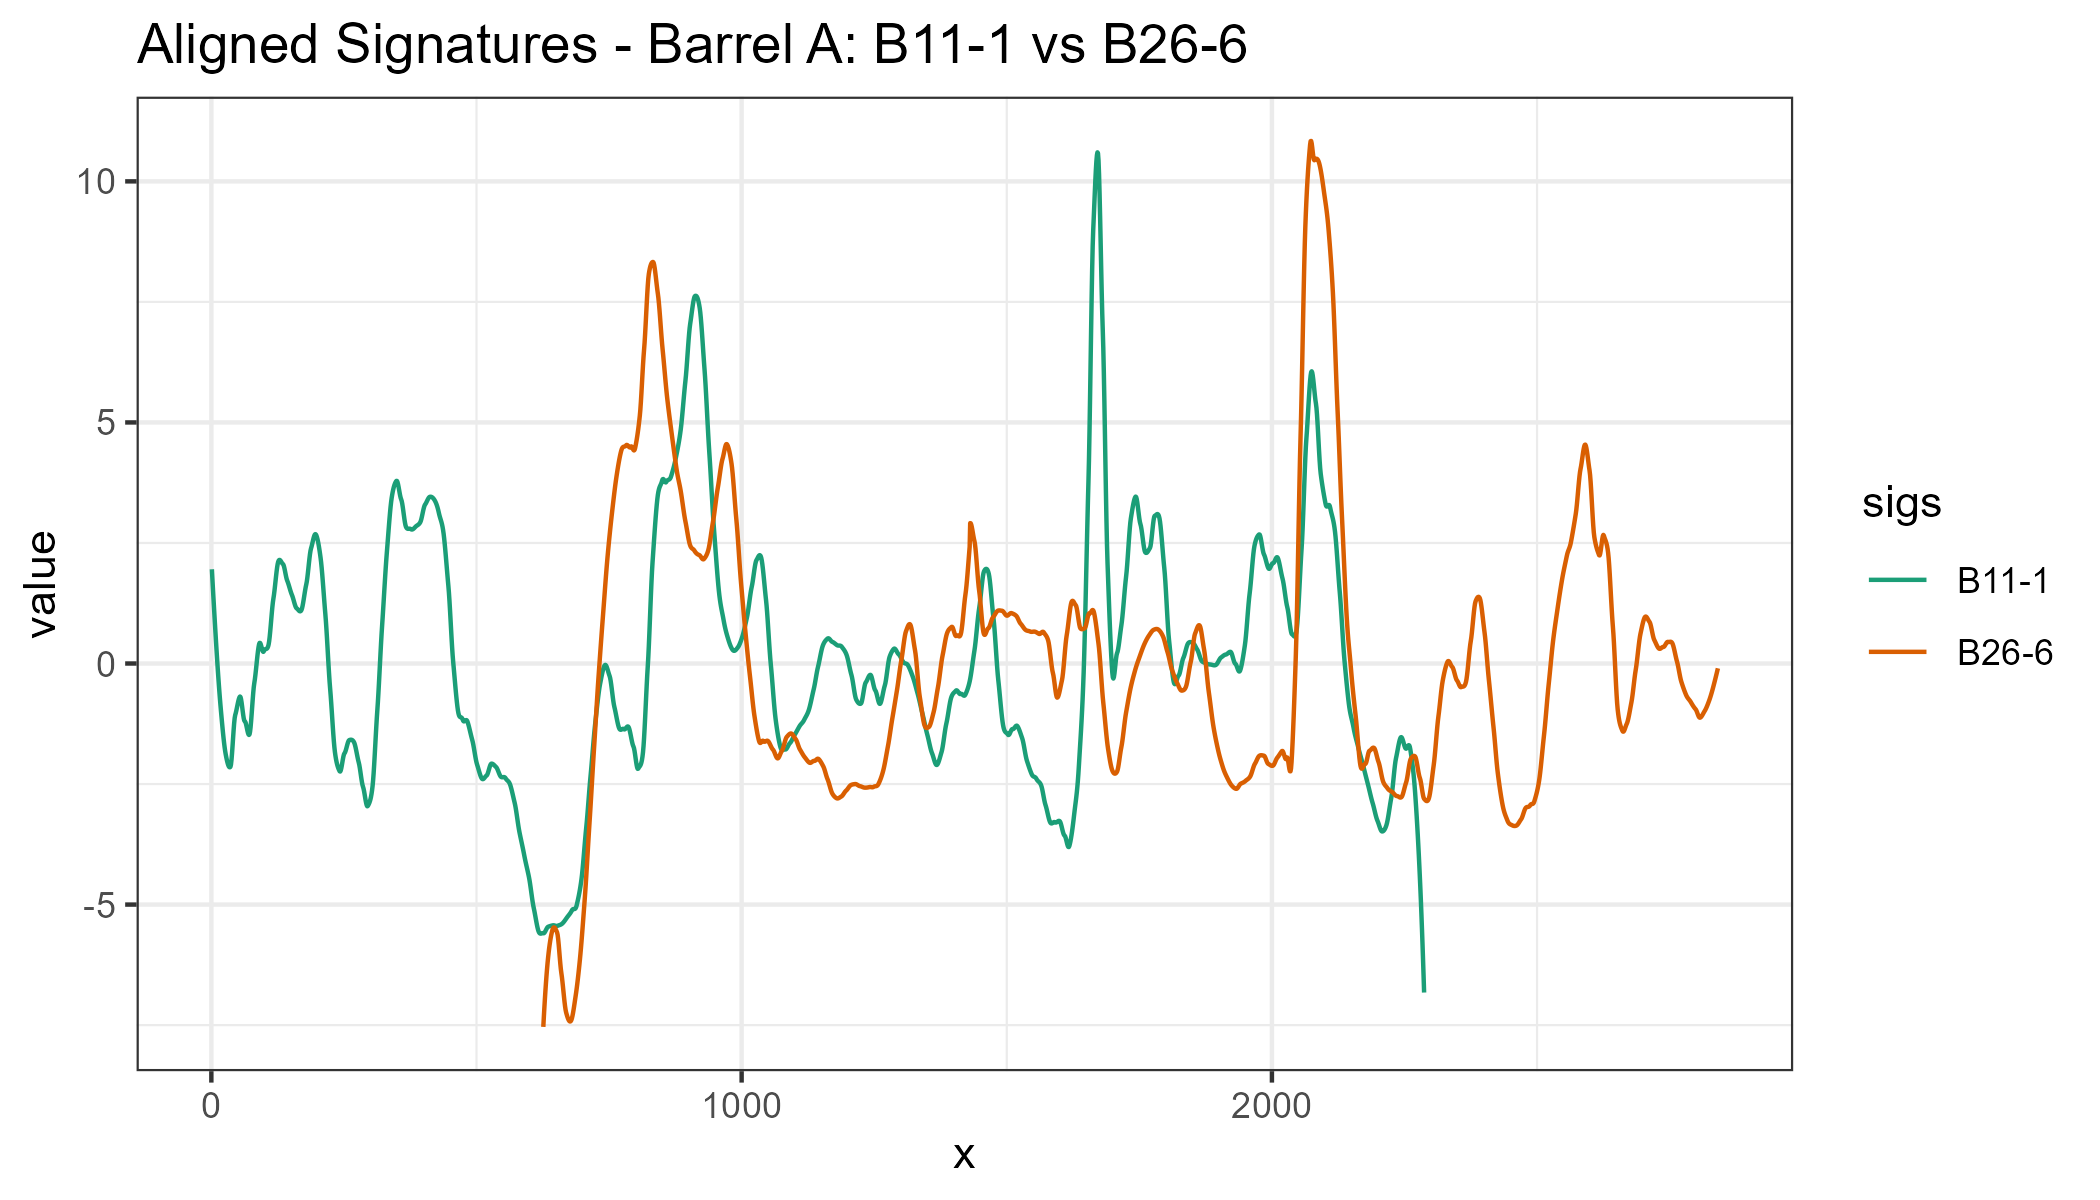 Aligned Signatures - Barrel A: B11-1 vs B26-6
10
5
0
-5
value
0 1000 2000
x
sigs
B11-1
B26-6